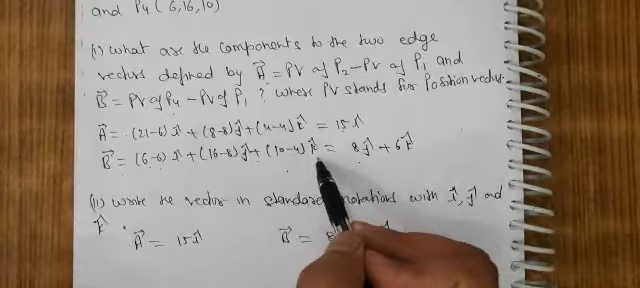 and P₄ (6,16,10)
(i) What are the components to the two edge
vectors defined by A⃗ = PV of P₂ - PV of P₁ and
B⃗ = PV of P₄ - PV of P₁ ? where PV stands for Position vector.
A⃗ = (21-6) î + (8-8) ĵ + (4-4) k̂ = 15 î
B⃗ = (6-6) î + (16-8) ĵ + (10-4) k̂ = 8 ĵ + 6 k̂
(ii) Write the vector in standard notations with î, ĵ and
k̂.
A⃗ = 15 î B⃗ =